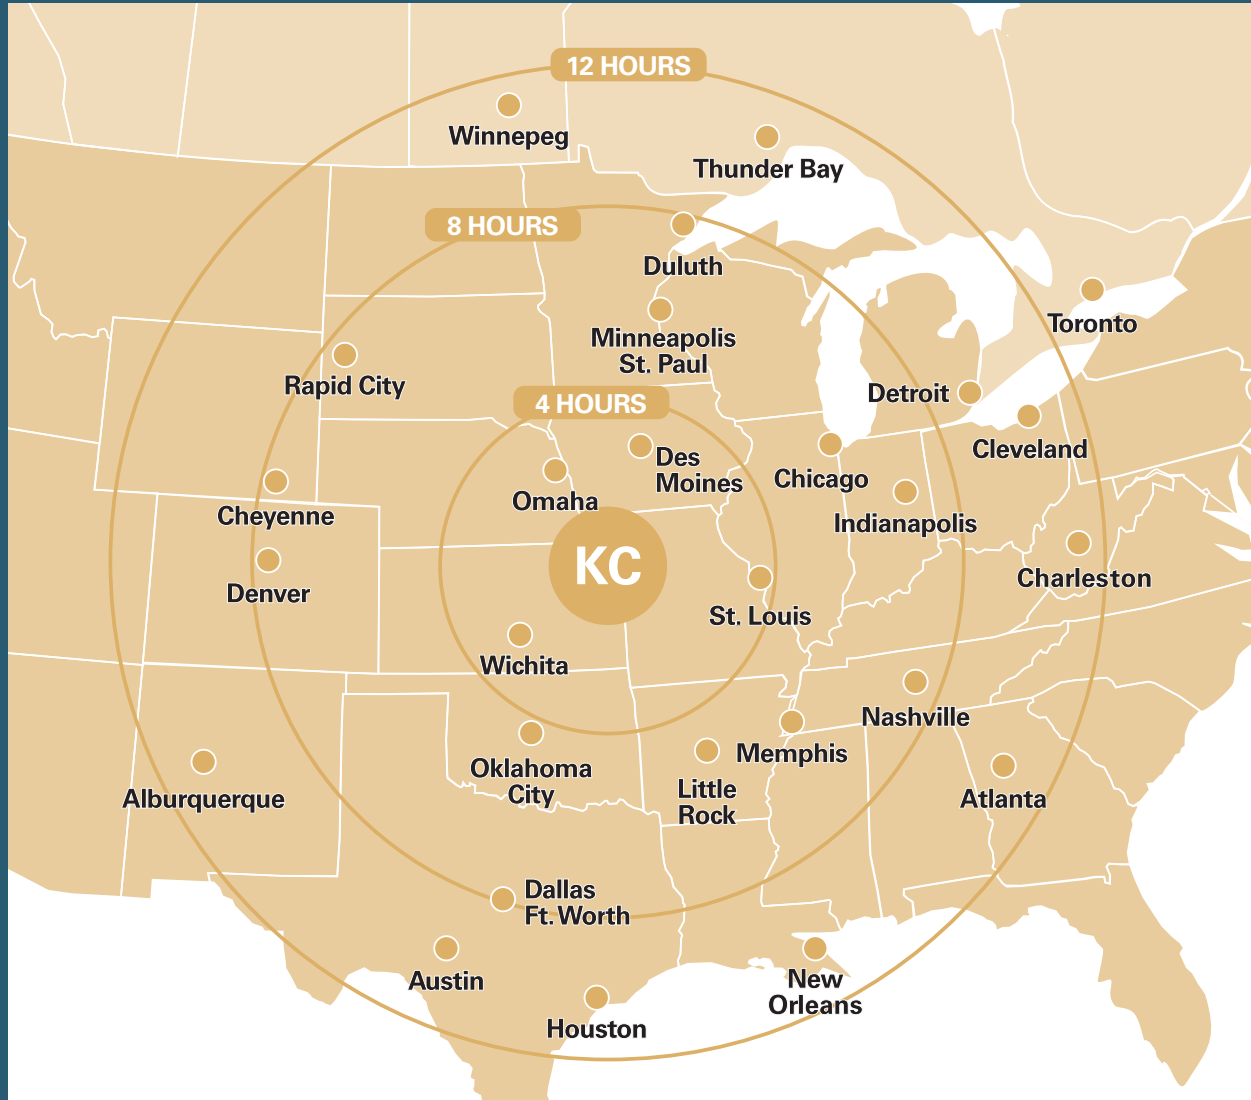 12 HOURS
Winnepeg
Thunder Bay
8 HOURS
Duluth
Toronto
Minneapolis
St. Paul
Rapid City
Detroit
4 HOURS
Cleveland
Des
Moines
Chicago
Omaha
Cheyenne
Indianapolis
KC
Charleston
Denver
St. Louis
Wichita
Nashville
Memphis
Oklahoma
City
Little
Rock
Alburquerque
Atlanta
Dallas
Ft. Worth
Austin
New
Orleans
Houston